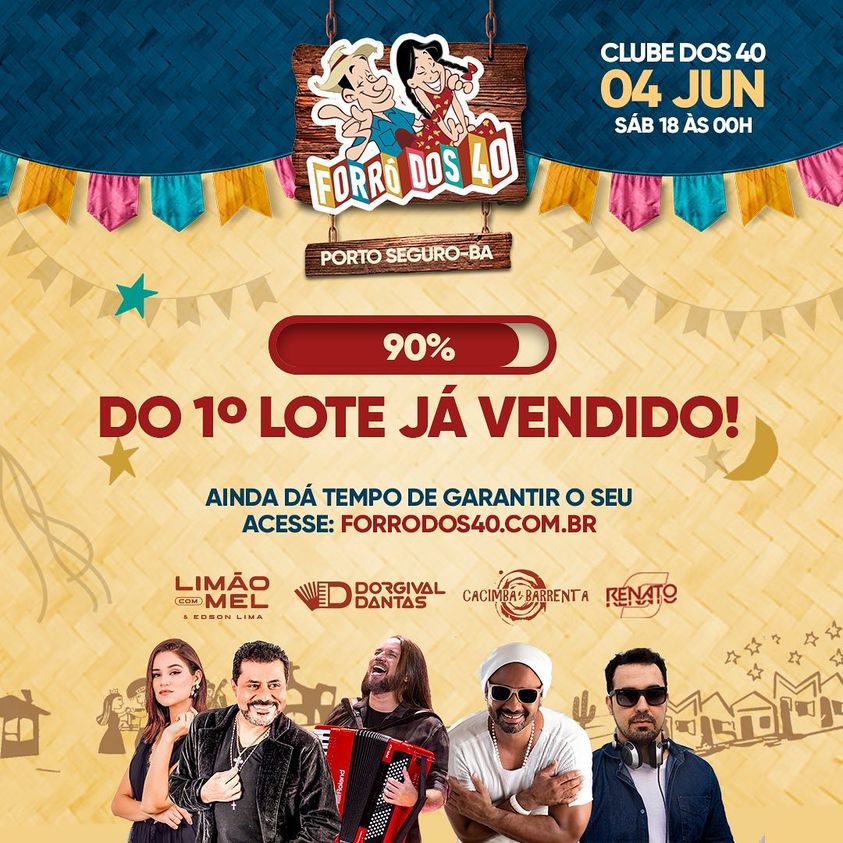 CLUBE DOS 40
04 JUN
SÁB 18 ÀS 00H
FORRÓ DOS 40
PORTO SEGURO-BA
90%
DO 1º LOTE JÁ VENDIDO!
AINDA DÁ TEMPO DE GARANTIR O SEU
ACESSE: FORRODOS40.COM.BR
LIMÃO
COM MEL
& EDSON LIMA
D DORGIVAL
DANTAS
CACIMBA BARRENTA
RENATO
Roland